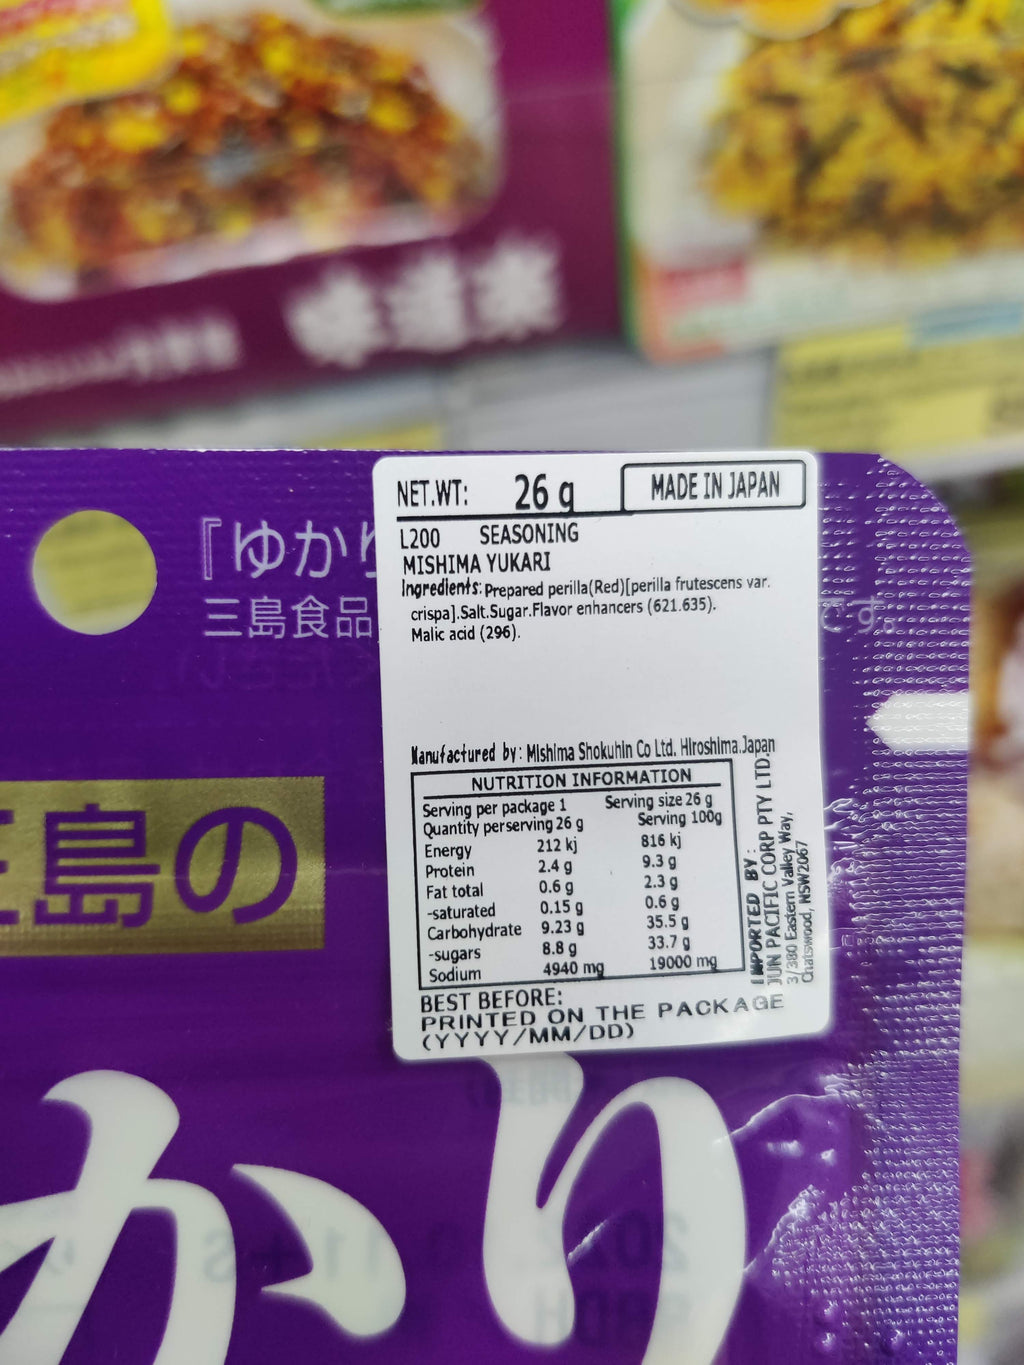 味道楽
『ゆかり
三島食品
です。
三島の
かり
NET.WT: 26 g
MADE IN JAPAN
L200 SEASONING
MISHIMA YUKARI
Ingredients: Prepared perilla(Red)[perilla frutescens var.
crispa].Salt.Sugar.Flavor enhancers (621.635).
Malic acid (296).
Manufactured by: Mishima Shokuhin Co Ltd. Hiroshima.Japan
NUTRITION INFORMATION
Serving per package 1 Serving size 26 g
Quantity perserving 26 g Serving 100g
Energy 212 kj 816 kj
Protein 2.4 g 9.3 g
Fat total 0.6 g 2.3 g
-saturated 0.15 g 0.6 g
Carbohydrate 9.23 g 35.5 g
-sugars 8.8 g 33.7 g
Sodium 4940 mg 19000 mg
IMPORTED BY:
JUN PACIFIC CORP PTY LTD.
3/380 Eastern Valley Way,
Chatswood, NSW2067
BEST BEFORE:
PRINTED ON THE PACKAGE
(YYYY/MM/DD)